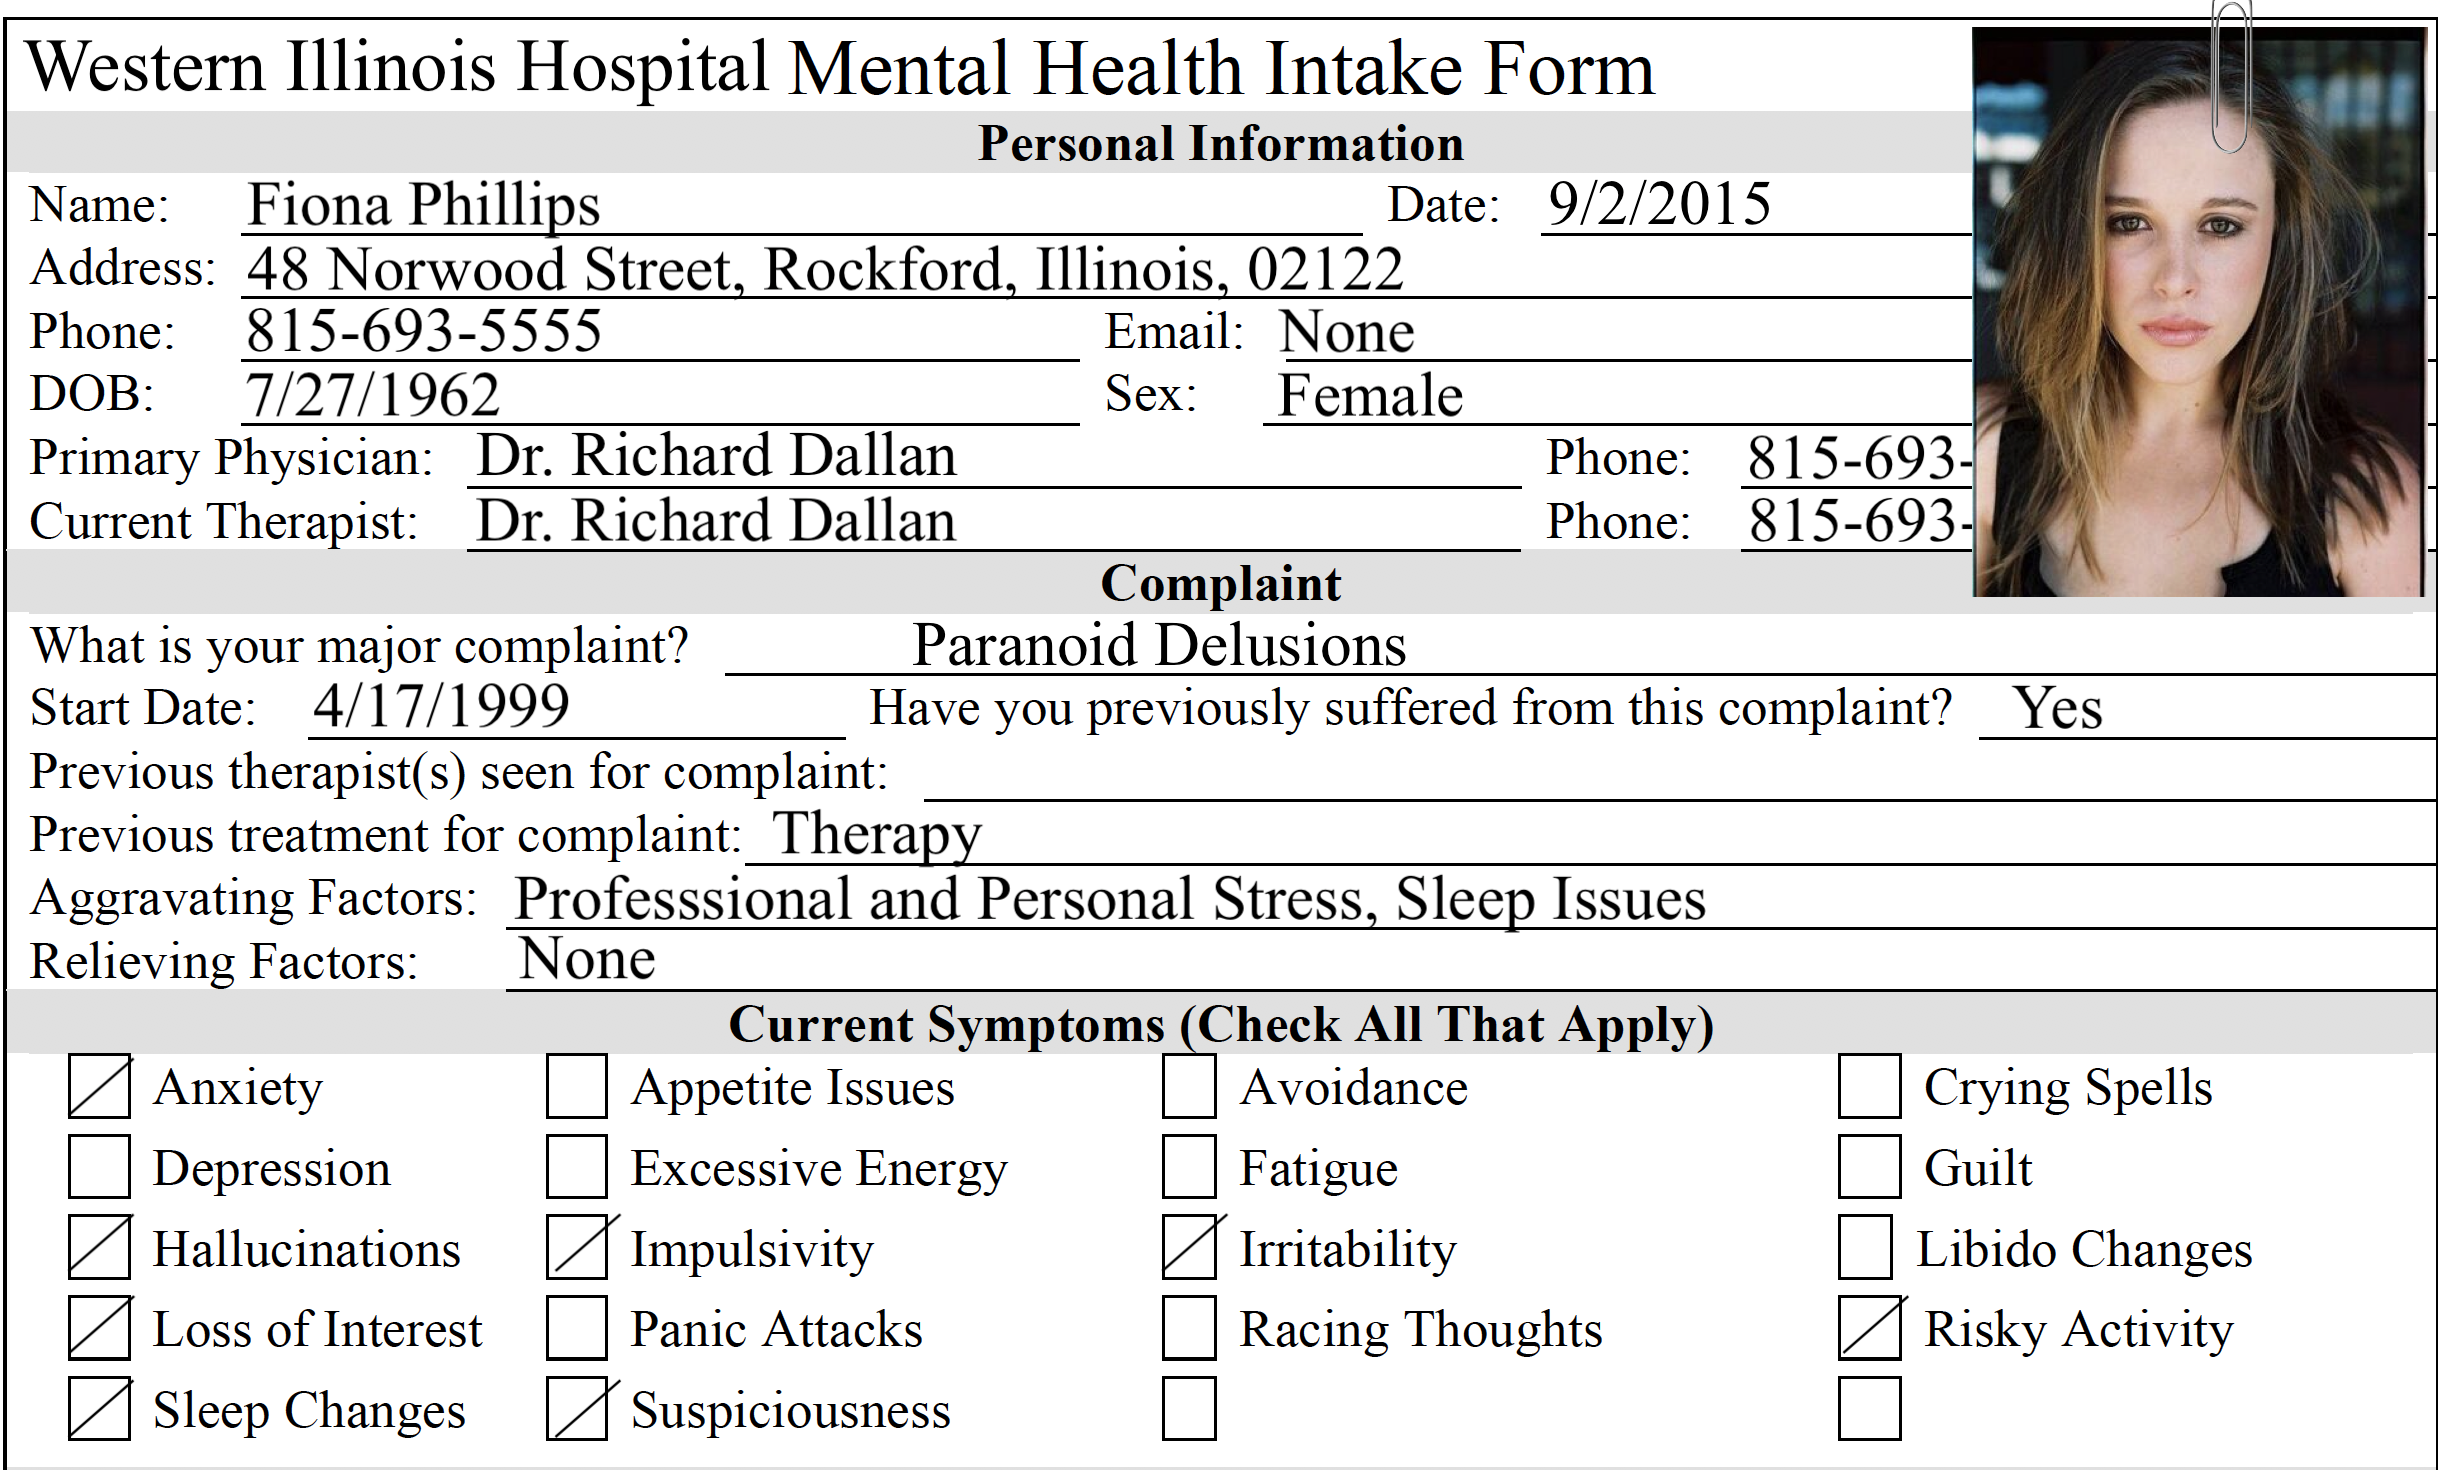 Western Illinois Hospital Mental Health Intake Form
Personal Information
Name: Fiona Phillips Date: 9/2/2015
Address: 48 Norwood Street, Rockford, Illinois, 02122
Phone: 815-693-5555 Email: None
DOB: 7/27/1962 Sex: Female
Primary Physician: Dr. Richard Dallan Phone: 815-693-
Current Therapist: Dr. Richard Dallan Phone: 815-693-
Complaint
What is your major complaint? Paranoid Delusions
Start Date: 4/17/1999 Have you previously suffered from this complaint? Yes
Previous therapist(s) seen for complaint:
Previous treatment for complaint: Therapy
Aggravating Factors: Professsional and Personal Stress, Sleep Issues
Relieving Factors: None
Current Symptoms (Check All That Apply)
Anxiety Appetite Issues Avoidance Crying Spells
Depression Excessive Energy Fatigue Guilt
Hallucinations Impulsivity Irritability Libido Changes
Loss of Interest Panic Attacks Racing Thoughts Risky Activity
Sleep Changes Suspiciousness